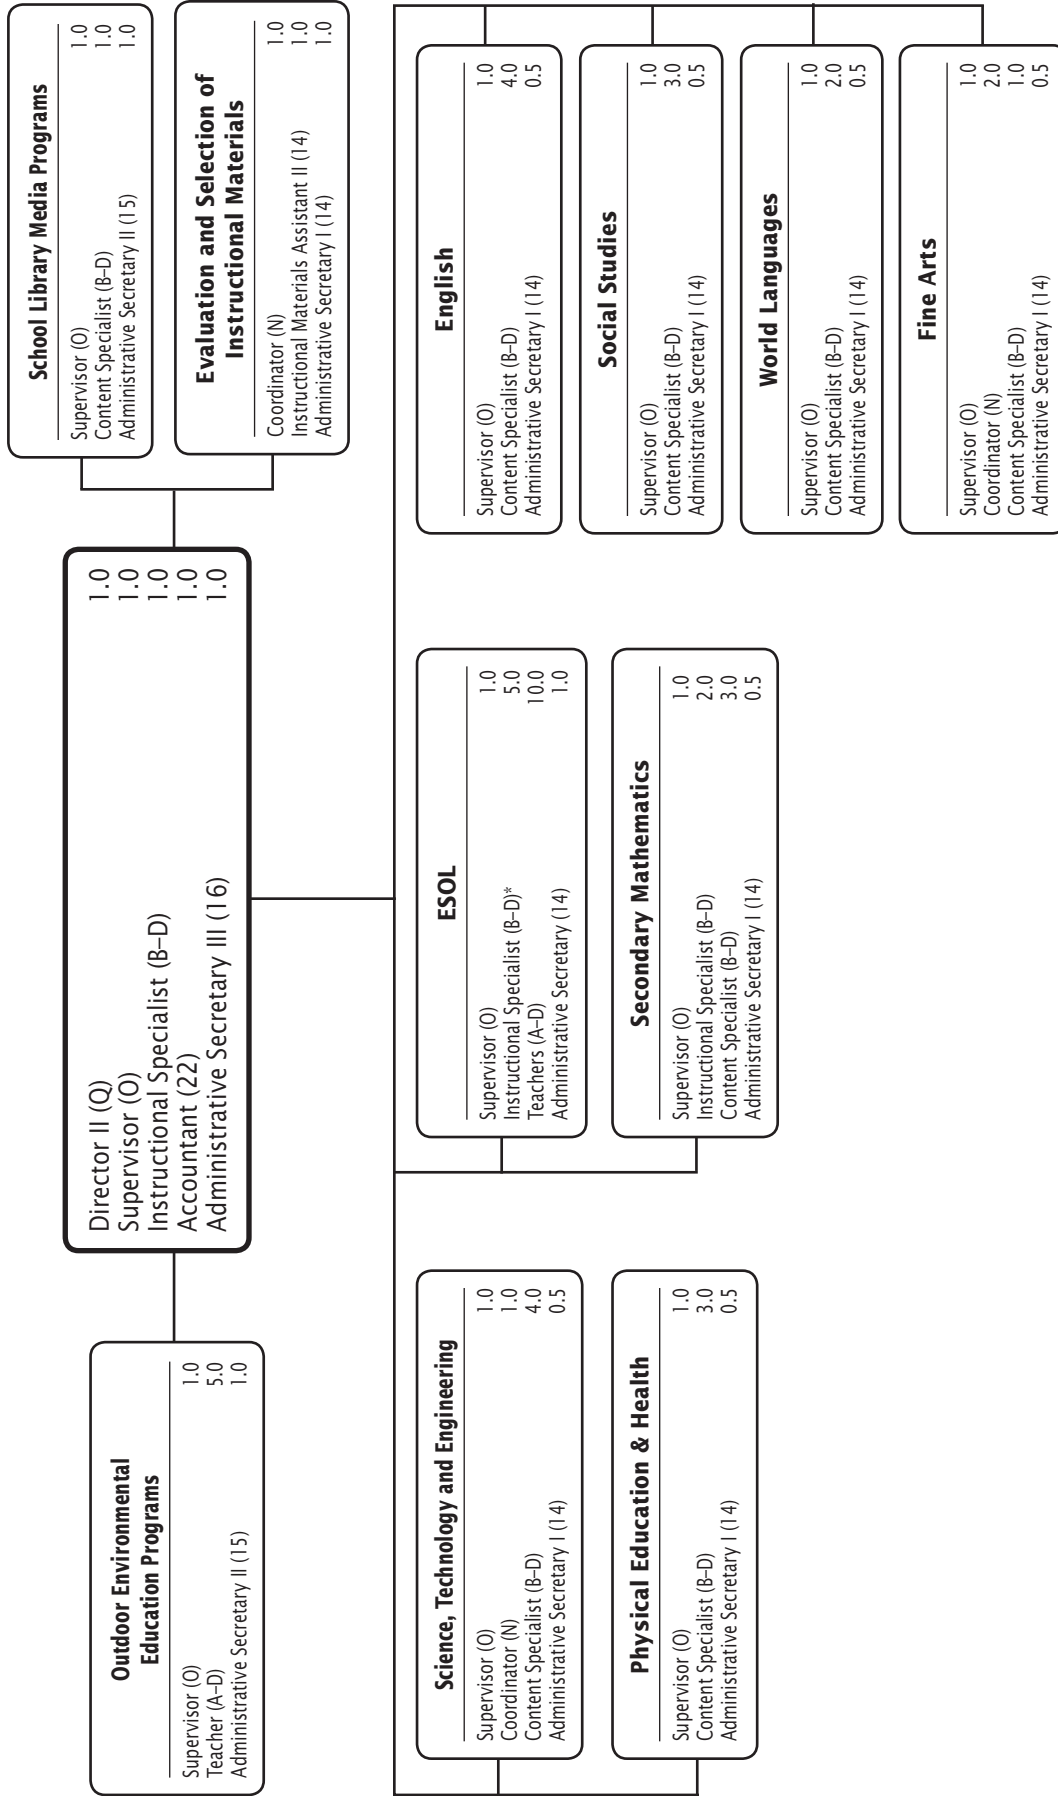 Director II (Q) 1.0
Supervisor (O) 1.0
Instructional Specialist (B–D) 1.0
Accountant (22) 1.0
Administrative Secretary III (16) 1.0
Outdoor Environmental
Education Programs
Supervisor (O) 1.0
Teacher (A–D) 5.0
Administrative Secretary II (15) 1.0
School Library Media Programs
Supervisor (O) 1.0
Content Specialist (B–D) 1.0
Administrative Secretary II (15) 1.0
Evaluation and Selection of
Instructional Materials
Coordinator (N) 1.0
Instructional Materials Assistant II (14) 1.0
Administrative Secretary I (14) 1.0
Science, Technology and Engineering
Supervisor (O) 1.0
Coordinator (N) 1.0
Content Specialist (B–D) 4.0
Administrative Secretary I (14) 0.5
Physical Education & Health
Supervisor (O) 1.0
Content Specialist (B–D) 3.0
Administrative Secretary I (14) 0.5
ESOL
Supervisor (O) 1.0
Instructional Specialist (B–D)* 5.0
Teachers (A–D) 10.0
Administrative Secretary (14) 1.0
Secondary Mathematics
Supervisor (O) 1.0
Instructional Specialist (B–D) 2.0
Content Specialist (B–D) 3.0
Administrative Secretary I (14) 0.5
English
Supervisor (O) 1.0
Content Specialist (B–D) 4.0
Administrative Secretary I (14) 0.5
Social Studies
Supervisor (O) 1.0
Content Specialist (B–D) 3.0
Administrative Secretary I (14) 0.5
World Languages
Supervisor (O) 1.0
Content Specialist (B–D) 2.0
Administrative Secretary I (14) 0.5
Fine Arts
Supervisor (O) 1.0
Coordinator (N) 2.0
Content Specialist (B–D) 1.0
Administrative Secretary I (14) 0.5